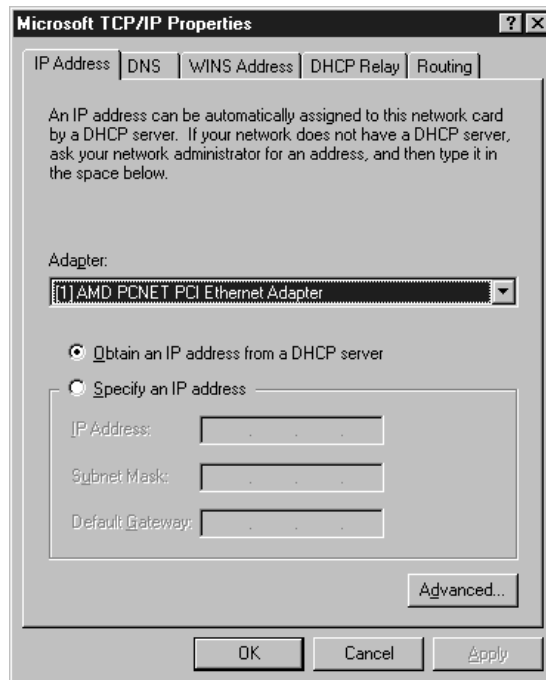 Microsoft TCP/IP Properties
IP Address DNS WINS Address DHCP Relay Routing
An IP address can be automatically assigned to this network card
by a DHCP server. If your network does not have a DHCP server,
ask your network administrator for an address, and then type it in
the space below.
Adapter:
[1] AMD PCNET PCI Ethernet Adapter
Obtain an IP address from a DHCP server
Specify an IP address
IP Address:
Subnet Mask:
Default Gateway:
Advanced...
OK Cancel Apply